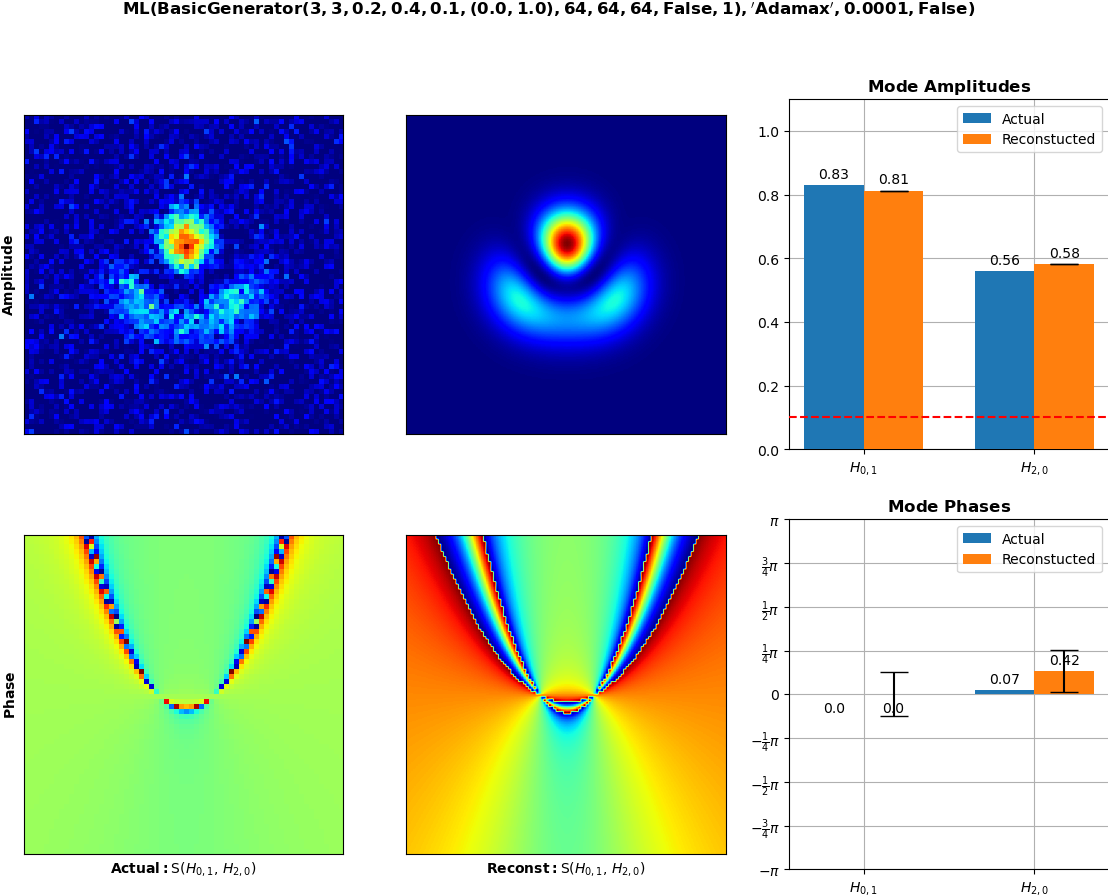 ML(BasicGenerator(3, 3, 0.2, 0.4, 0.1, (0.0, 1.0), 64, 64, 64, False, 1), ′Adamax′, 0.0001, False)
Amplitude
Mode Amplitudes
Actual
Reconstucted
1.0
0.8
0.6
0.4
0.2
0.0
0.83
0.81
0.56
0.58
H0, 1
H2, 0
Phase
Actual: S(H0, 1, H2, 0)
Reconst: S(H0, 1, H2, 0)
Mode Phases
Actual
Reconstucted
π
3/4π
1/2π
1/4π
0
−1/4π
−1/2π
−3/4π
−π
0.0
0.0
0.07
0.42
H0, 1
H2, 0